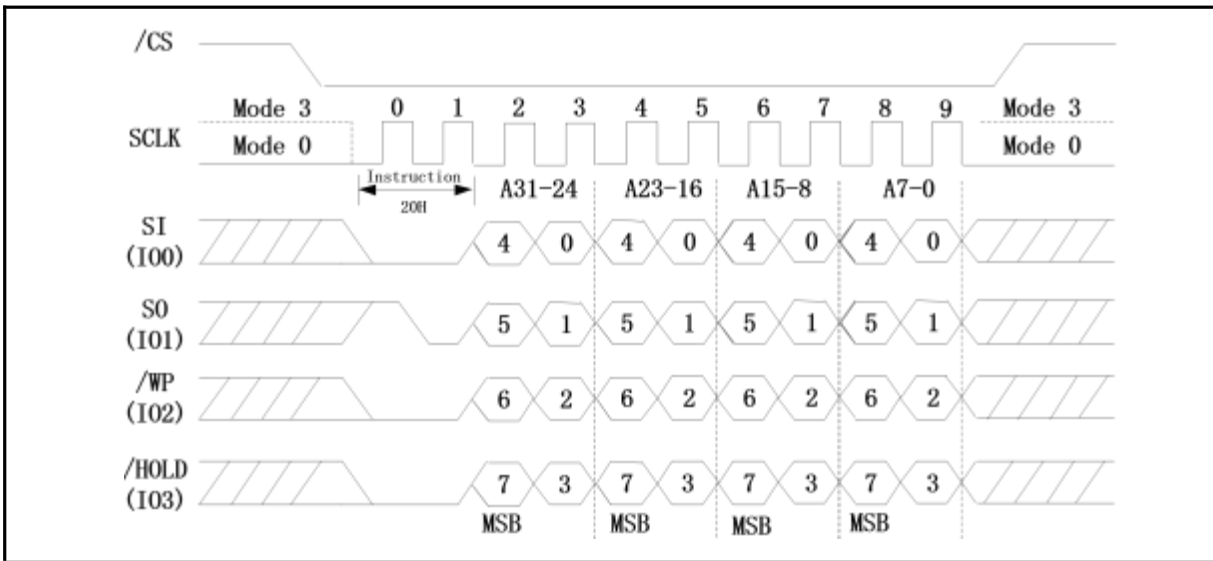 /CS
Mode 3 0 1 2 3 4 5 6 7 8 9 Mode 3
SCLK
Mode 0 Mode 0
Instruction
A31-24 A23-16 A15-8 A7-0
20H
SI
(IO0)
4 0 4 0 4 0 4 0
SO
(IO1)
5 1 5 1 5 1 5 1
/WP
(IO2)
6 2 6 2 6 2 6 2
/HOLD
(IO3)
7 3 7 3 7 3 7 3
MSB MSB MSB MSB